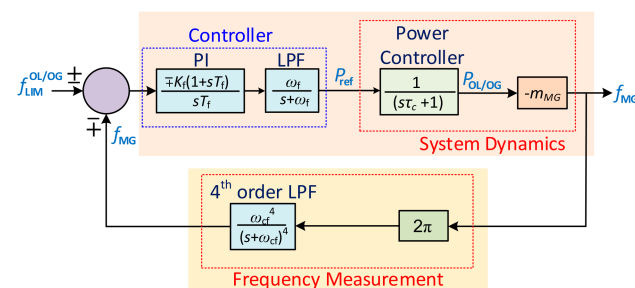 Controller
Power
Controller
PI
LPF
f_LIM^OL/OG
±
∓K_f(1+sT_f)
sT_f
ω_f
s+ω_f
P_ref
1
(sτ_c +1)
P_OL/OG
-m_MG
f_MG
∓
f_MG
System Dynamics
4th order LPF
ω_cf^4
(s+ω_cf)^4
2π
Frequency Measurement